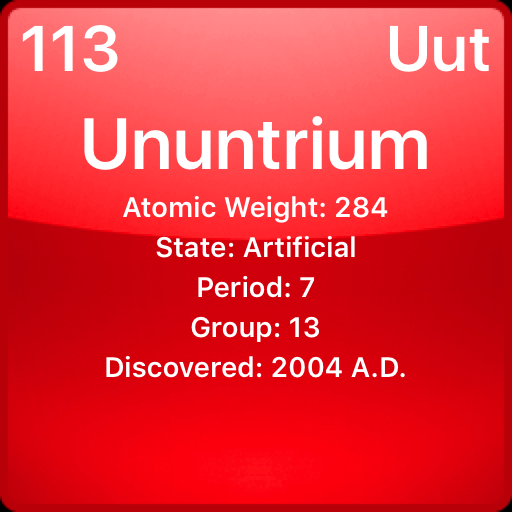 113 Uut
Ununtrium
Atomic Weight: 284
State: Artificial
Period: 7
Group: 13
Discovered: 2004 A.D.